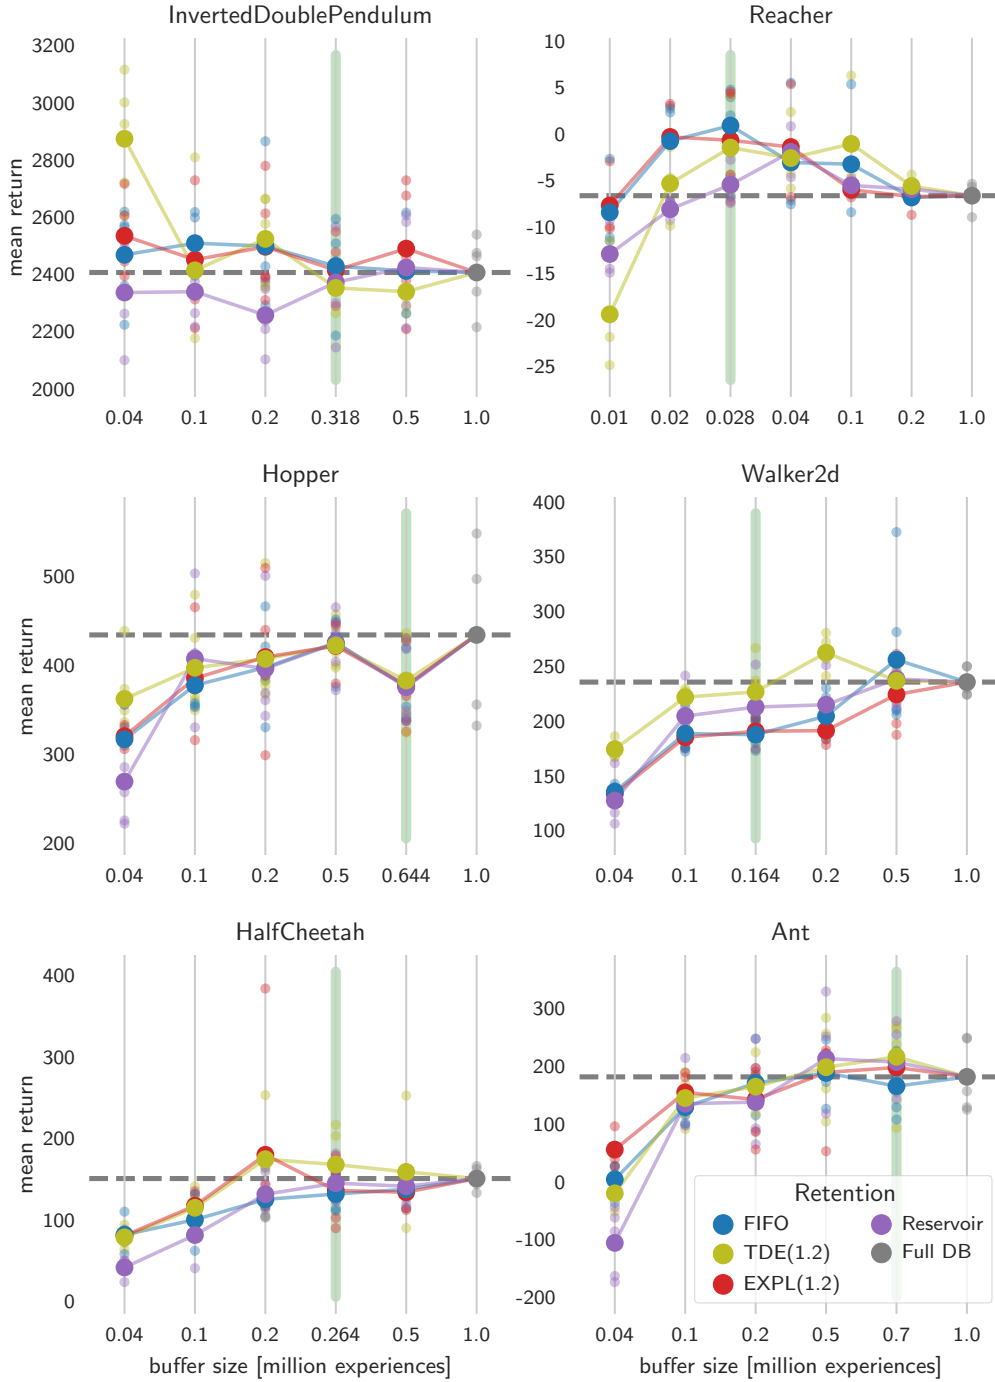 InvertedDoublePendulum
mean return
3200
3000
2800
2600
2400
2200
2000
0.04 0.1 0.2 0.318 0.5 1.0
Reacher
10
5
0
-5
-10
-15
-20
-25
0.01 0.02 0.028 0.04 0.1 0.2 1.0
Hopper
mean return
500
400
300
200
0.04 0.1 0.2 0.5 0.644 1.0
Walker2d
400
350
300
250
200
150
100
0.04 0.1 0.164 0.2 0.5 1.0
HalfCheetah
mean return
400
300
200
100
0
0.04 0.1 0.2 0.264 0.5 1.0
buffer size [million experiences]
Ant
300
200
100
0
-100
-200
Retention
FIFO
TDE(1.2)
EXPL(1.2)
Reservoir
Full DB
0.04 0.1 0.2 0.5 0.7 1.0
buffer size [million experiences]